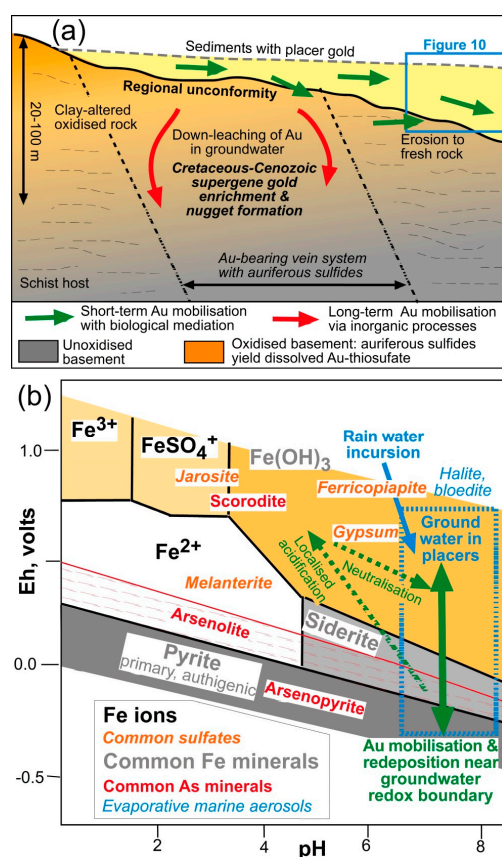 (a)
Sediments with placer gold
Figure 10
Regional unconformity
20-100 m
Clay-altered
oxidised rock
Down-leaching of Au
in groundwater
Erosion to
fresh rock
Cretaceous-Cenozoic
supergene gold
enrichment &
nugget formation
Au-bearing vein system
with auriferous sulfides
Schist host
Short-term Au mobilisation
with biological mediation
Long-term Au mobilisation
via inorganic processes
Unoxidised
basement
Oxidised basement: auriferous sulfides
yield dissolved Au-thiosufate
(b)
Eh, volts
1.0
0.0
-0.5
Fe3+
FeSO4+
Fe(OH)3
Rain water
incursion
Halite,
bloedite
Jarosite
Scorodite
Ferricopiapite
Gypsum
Ground
water in
placers
Fe2+
Localised
acidification
Neutralisation
Melanterite
Siderite
Arsenolite
Pyrite
primary, authigenic
Arsenopyrite
Fe ions
Common sulfates
Common Fe minerals
Common As minerals
Evaporative marine aerosols
Au mobilisation &
redeposition near
groundwater
redox boundary
2
4
pH
6
8